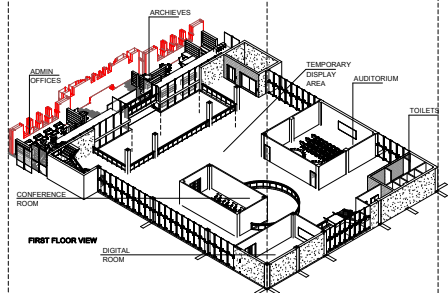 ARCHIEVES
ADMIN
OFFICES
TEMPORARY
DISPLAY
AREA
AUDITORIUM
TOILETS
CONFERENCE
ROOM
FIRST FLOOR VIEW
DIGITAL
ROOM